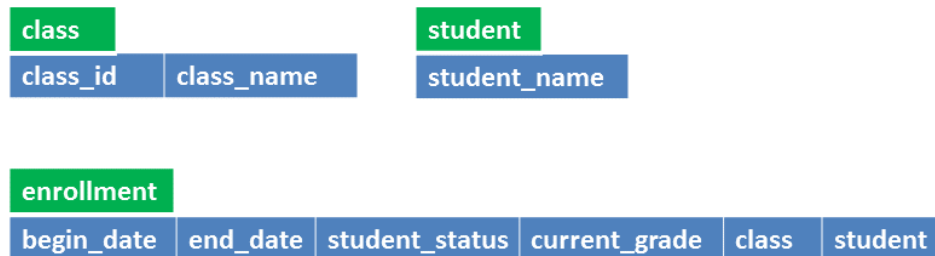 class student
class_id class_name student_name
enrollment
begin_date end_date student_status current_grade class student